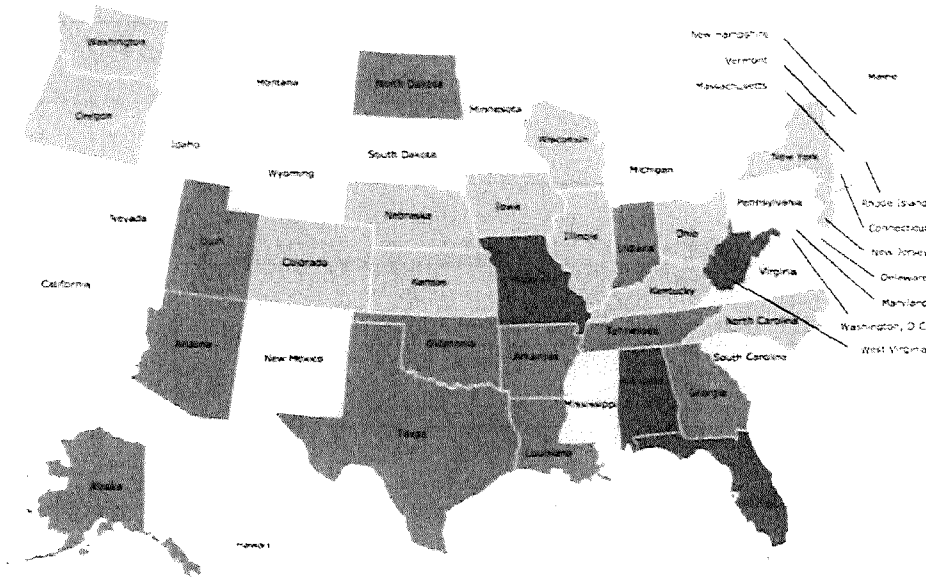 New Hampshire
Vermont
Massachusetts
Maine
Washington
Montana
North Dakota
Minnesota
Oregon
Wisconsin
Idaho
South Dakota
Michigan
New York
Wyoming
Rhode Island
Pennsylvania
Connecticut
Nevada
Nebraska
Iowa
Illinois
Indiana
Ohio
New Jersey
Utah
Colorado
Kansas
Virginia
Delaware
California
Kentucky
Maryland
Arizona
New Mexico
Oklahoma
Arkansas
Tennessee
North Carolina
Washington, D.C
South Carolina
West Virginia
Mississippi
Georgia
Texas
Louisiana
Alaska
Hawaii